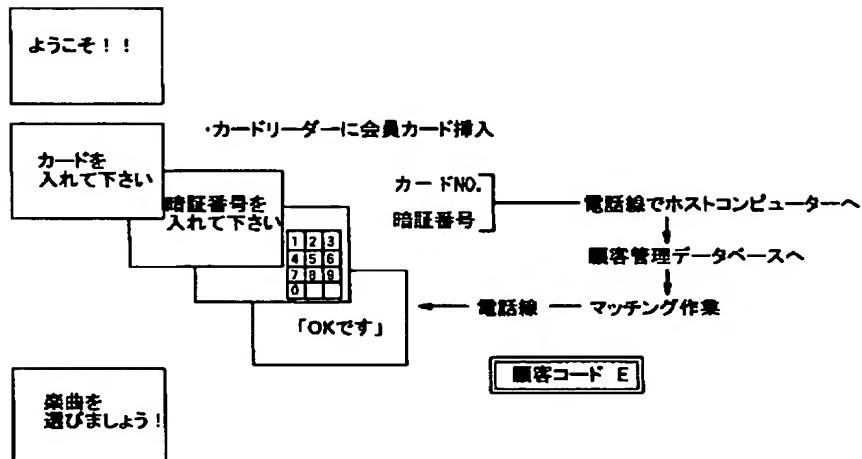 ようこそ！！
・カードリーダーに会員カード挿入
カードを
入れて下さい
暗証番号を
入れて下さい
1 2 3
4 5 6
7 8 9
0
カードNO.
暗証番号
電話線でホストコンピューターへ
顧客管理データベースへ
マッチング作業
電話線
「OKです」
顧客コード E
楽曲を
選びましょう！